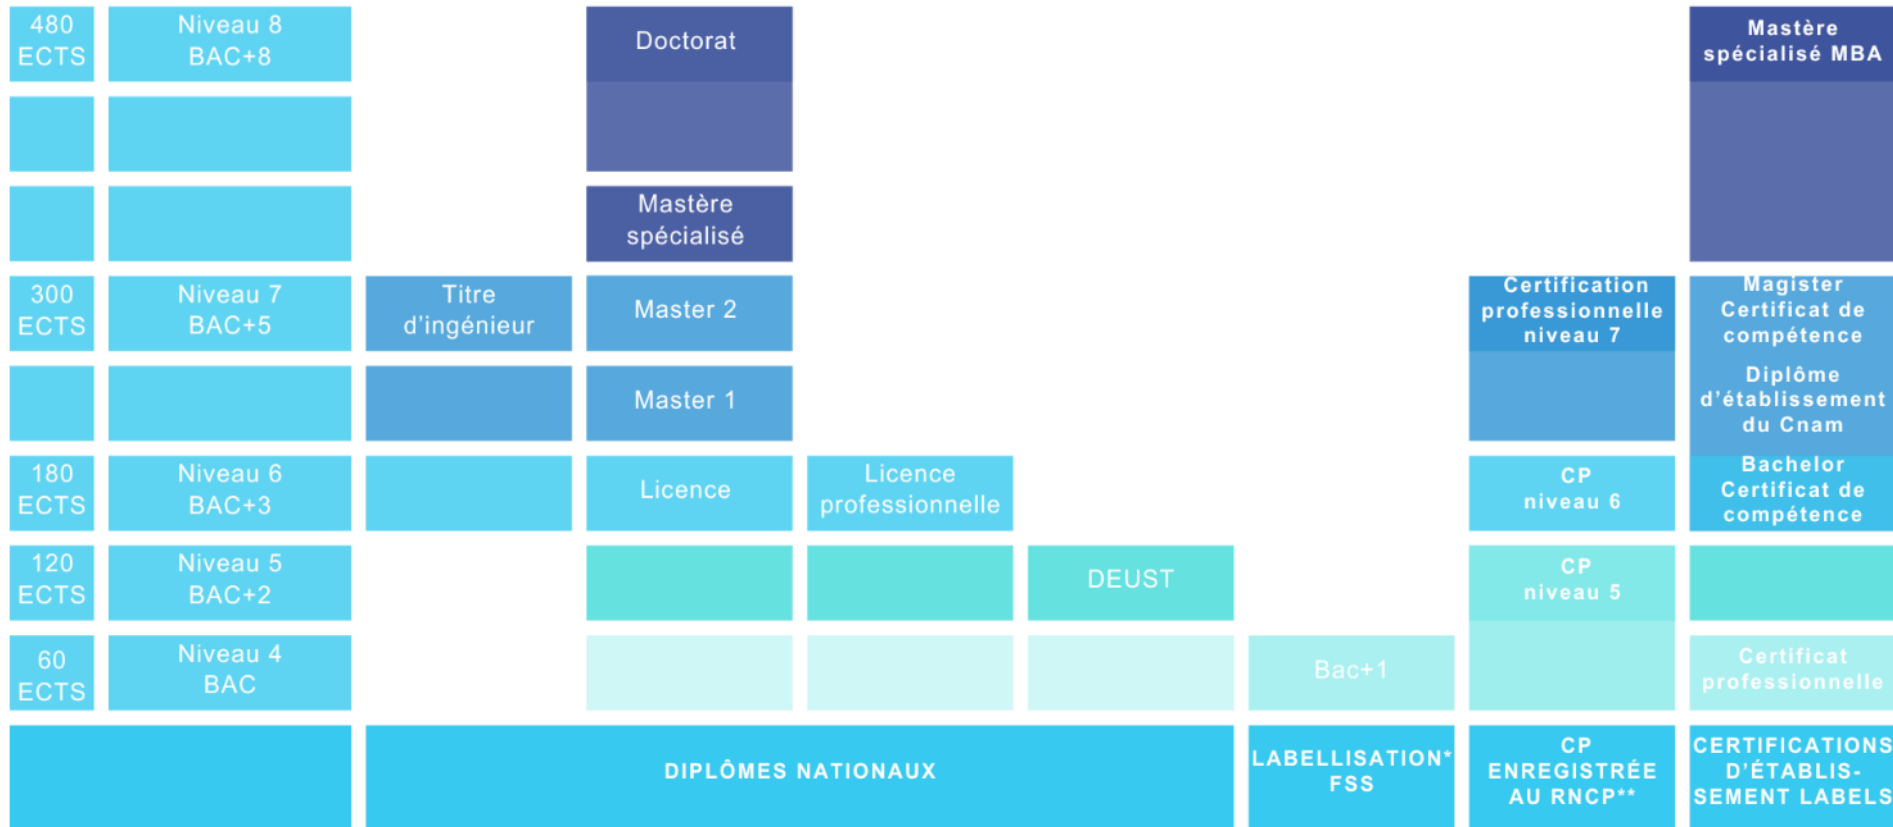 480
ECTS
Niveau 8
BAC+8
Doctorat
Mastère
spécialisé MBA
Mastère
spécialisé
300
ECTS
Niveau 7
BAC+5
Titre
d'ingénieur
Master 2
Certification
professionnelle
niveau 7
Magister
Certificat de
compétence
Master 1
Diplôme
d'établissement
du Cnam
180
ECTS
Niveau 6
BAC+3
Licence
Licence
professionnelle
CP
niveau 6
Bachelor
Certificat de
compétence
120
ECTS
Niveau 5
BAC+2
DEUST
CP
niveau 5
60
ECTS
Niveau 4
BAC
Bac+1
Certificat
professionnelle
DIPLÔMES NATIONAUX
LABELLISATION*
FSS
CP
ENREGISTRÉE
AU RNCP**
CERTIFICATIONS
D'ÉTABLIS-
SEMENT LABELS